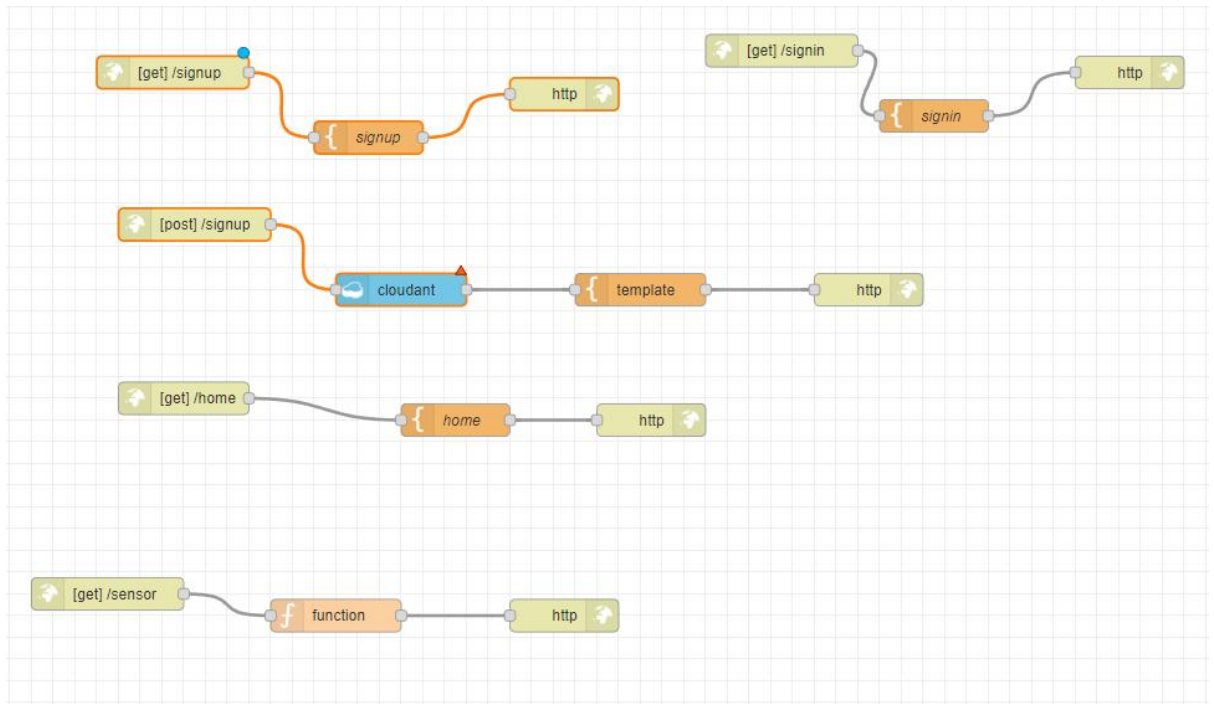 [get] /signup
signup
http
[get] /signin
signin
http
[post] /signup
cloudant
template
http
[get] /home
home
http
[get] /sensor
function
http